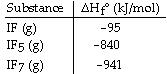 Substance ΔHf° (kJ/mol)
IF (g) –95
IF5 (g) –840
IF7 (g) –941